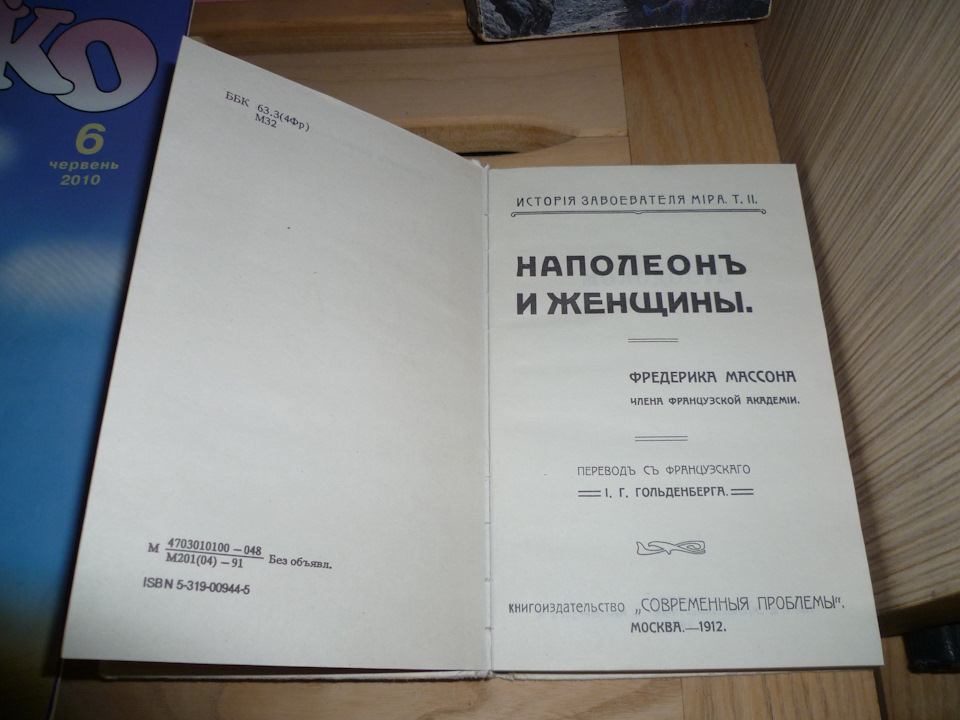 6
червень
2010
ББК 63.3(4Фр)
М32
М 4703010100 – 048
М201(04) – 91
Без объявл.
ISBN 5-319-00944-5
ИСТОРІЯ ЗАВОЕВАТЕЛЯ МІРА. Т. II.
НАПОЛЕОНЪ
И ЖЕНЩИНЫ.
ФРЕДЕРИКА МАССОНА
ЧЛЕНА ФРАНЦУЗСКОЙ АКАДЕМІИ.
ПЕРЕВОДЪ СЪ ФРАНЦУЗСКАГО
І. Г. ГОЛЬДЕНБЕРГА.
КНИГОИЗДАТЕЛЬСТВО „СОВРЕМЕННЫЯ ПРОБЛЕМЫ“.
МОСКВА.—1912.